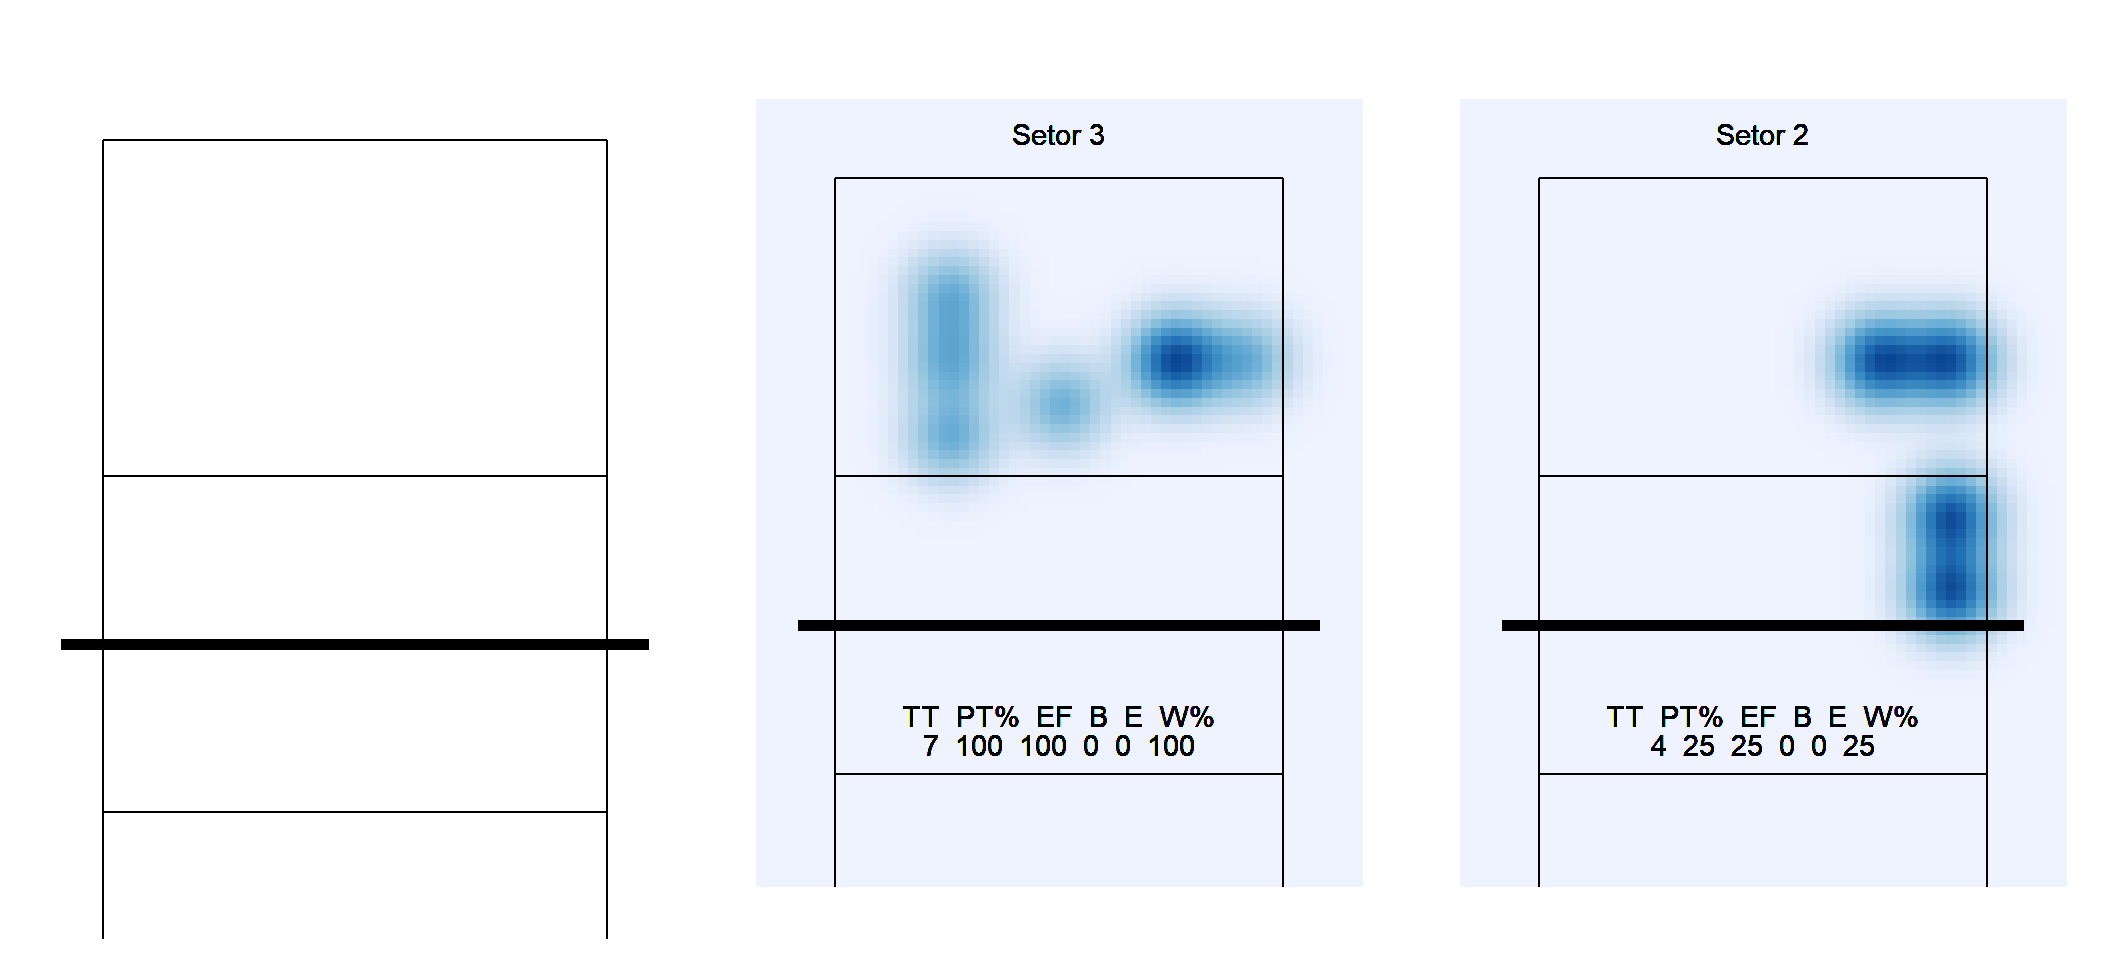 Setor 3
TT PT% EF B E W%
7 100 100 0 0 100
Setor 2
TT PT% EF B E W%
4 25 25 0 0 25